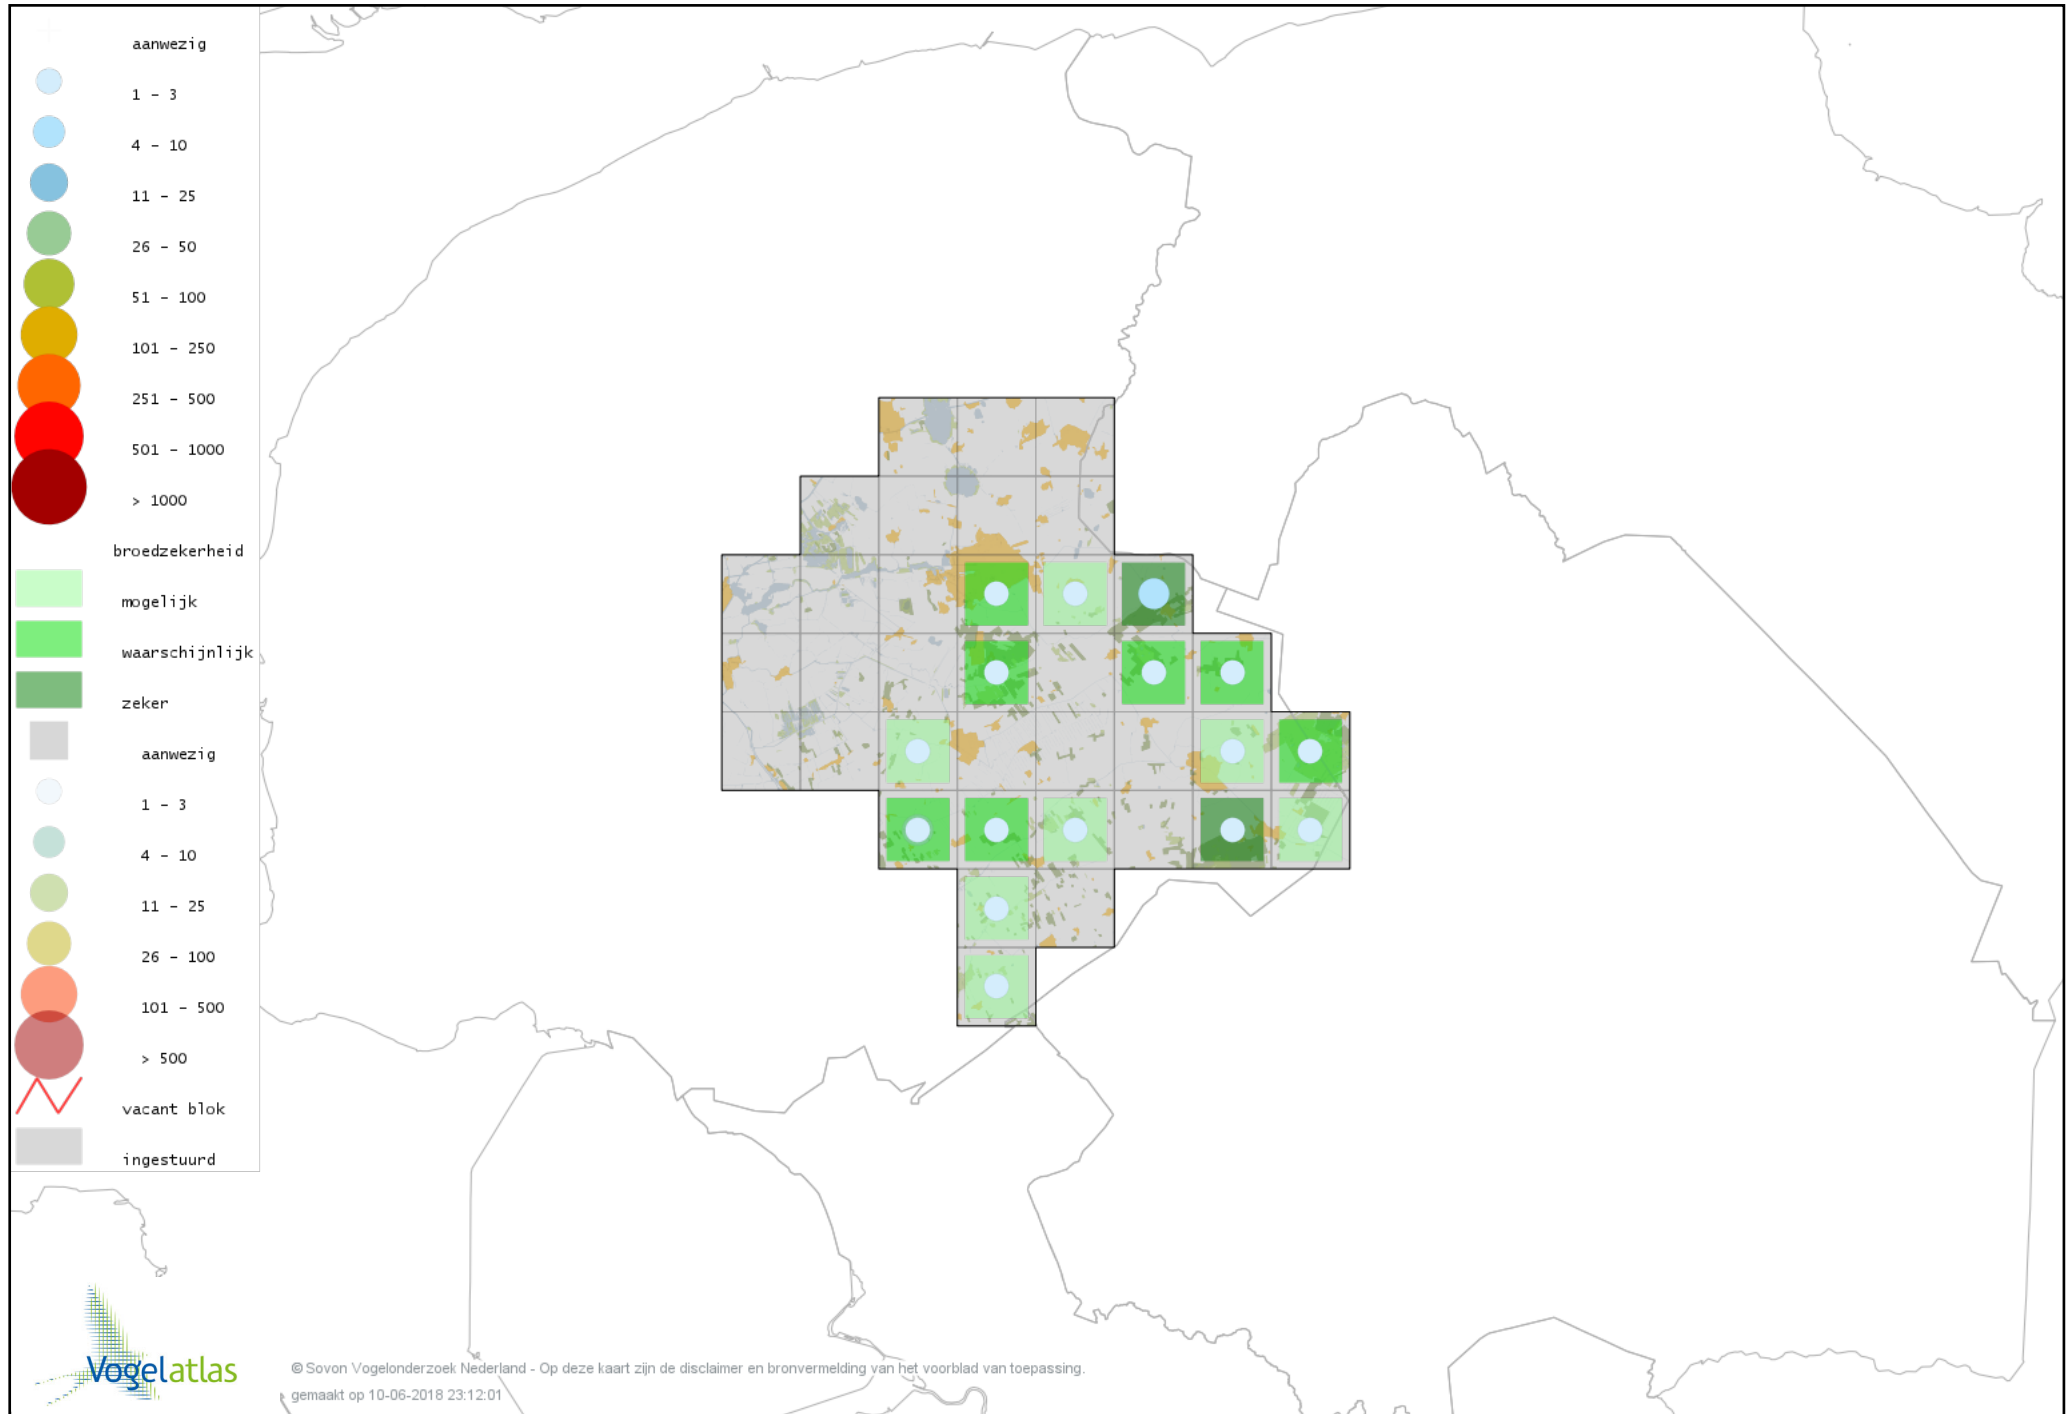 aanwezig
1 - 3
4 - 10
11 - 25
26 - 50
51 - 100
101 - 250
251 - 500
501 - 1000
> 1000
broedzekerheid
mogelijk
waarschijnlijk
zeker
aanwezig
1 - 3
4 - 10
11 - 25
26 - 100
101 - 500
> 500
vacant blok
ingestuurd
Vogelatlas
© Sovon Vogelonderzoek Nederland - Op deze kaart zijn de disclaimer en bronvermelding van het voorblad van toepassing.
gemaakt op 10-06-2018 23:12:01